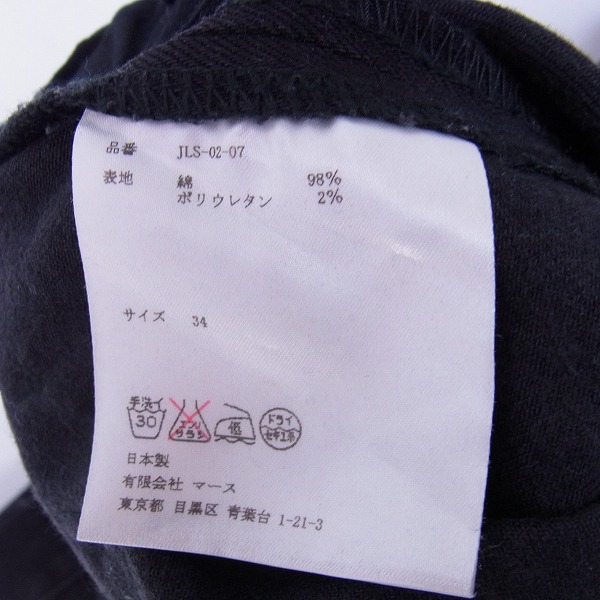 品番 JLS-02-07
表地 綿 98%
ポリウレタン 2%
サイズ 34
手洗イ 30 エンソ サラシ 低 ドライ セキユ系
日本製
有限会社 マース
東京都 目黒区 青葉台 1-21-3